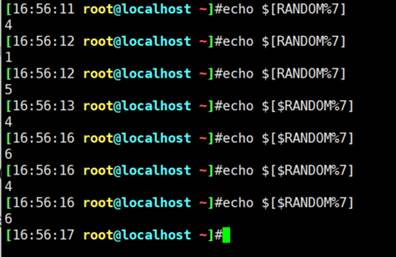 [16:56:11 root@localhost ~]#echo $[RANDOM%7]
4
[16:56:12 root@localhost ~]#echo $[RANDOM%7]
1
[16:56:12 root@localhost ~]#echo $[RANDOM%7]
5
[16:56:13 root@localhost ~]#echo $[$RANDOM%7]
4
[16:56:16 root@localhost ~]#echo $[$RANDOM%7]
6
[16:56:16 root@localhost ~]#echo $[$RANDOM%7]
4
[16:56:16 root@localhost ~]#echo $[$RANDOM%7]
6
[16:56:17 root@localhost ~]#